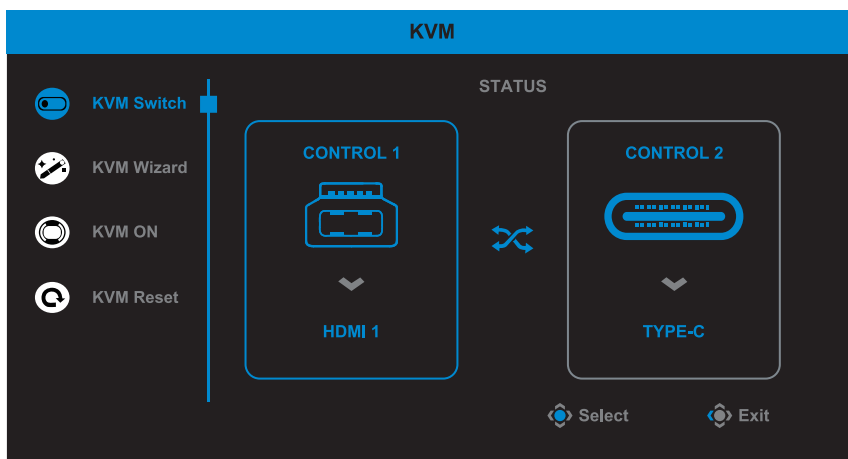 KVM
KVM Switch
KVM Wizard
KVM ON
KVM Reset
STATUS
CONTROL 1
HDMI 1
CONTROL 2
TYPE-C
Select
Exit